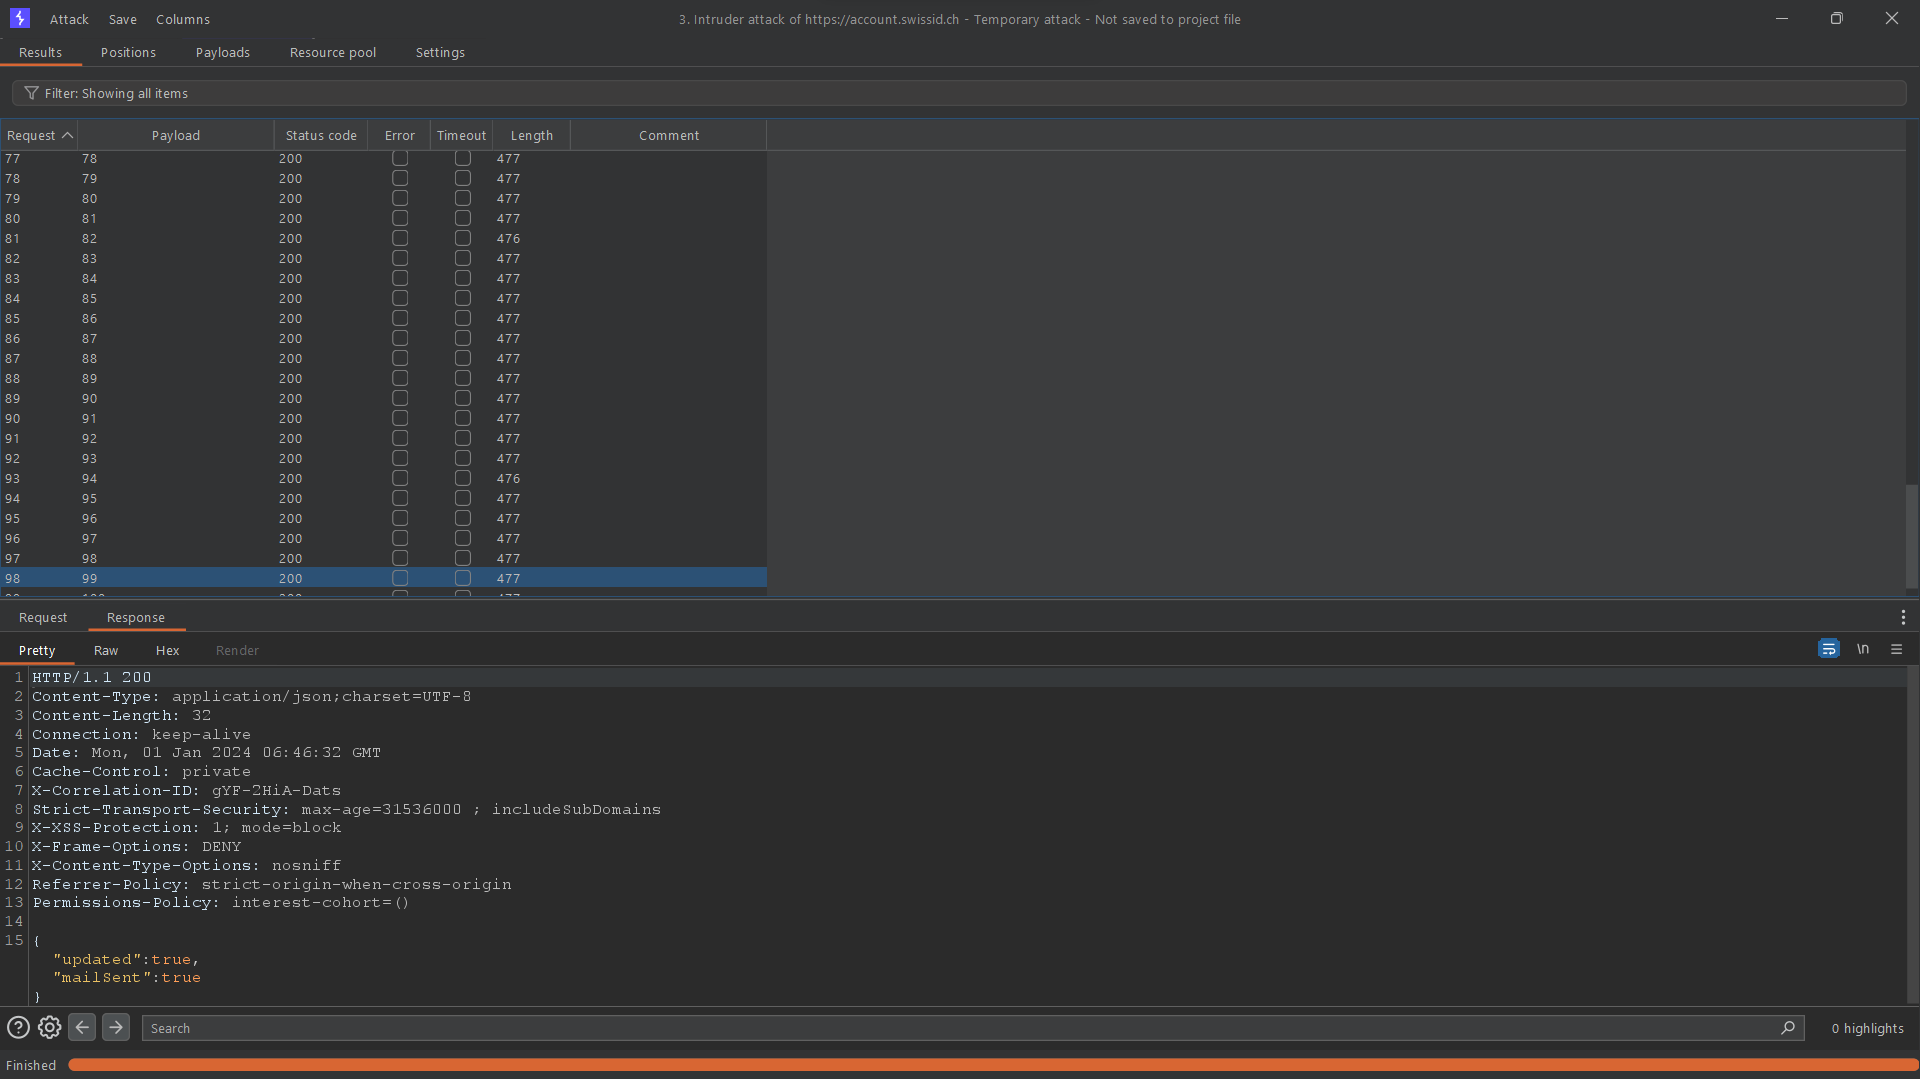 Attack Save Columns 3. Intruder attack of https://account.swissid.ch - Temporary attack - Not saved to project file
Results Positions Payloads Resource pool Settings
Filter: Showing all items
Request Payload Status code Error Timeout Length Comment
77 78 200 477
78 79 200 477
79 80 200 477
80 81 200 477
81 82 200 476
82 83 200 477
83 84 200 477
84 85 200 477
85 86 200 477
86 87 200 477
87 88 200 477
88 89 200 477
89 90 200 477
90 91 200 477
91 92 200 477
92 93 200 477
93 94 200 476
94 95 200 477
95 96 200 477
96 97 200 477
97 98 200 477
98 99 200 477
Request Response
Pretty Raw Hex Render \n
1 HTTP/1.1 200
2 Content-Type: application/json;charset=UTF-8
3 Content-Length: 32
4 Connection: keep-alive
5 Date: Mon, 01 Jan 2024 06:46:32 GMT
6 Cache-Control: private
7 X-Correlation-ID: gYF-2HiA-Dats
8 Strict-Transport-Security: max-age=31536000 ; includeSubDomains
9 X-XSS-Protection: 1; mode=block
10 X-Frame-Options: DENY
11 X-Content-Type-Options: nosniff
12 Referrer-Policy: strict-origin-when-cross-origin
13 Permissions-Policy: interest-cohort=()
14
15 {
"updated":true,
"mailSent":true
}
Search 0 highlights
Finished